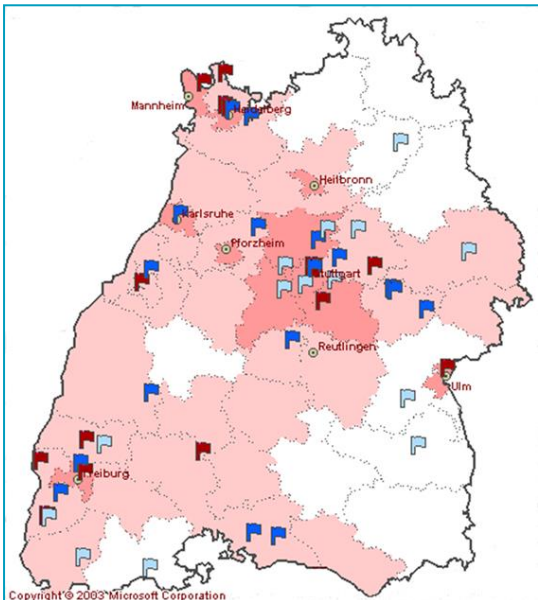 Mannheim
Heidelberg
Heilbronn
Karlsruhe
Pforzheim
Stuttgart
Reutlingen
Ulm
Freiburg
Copyright © 2003 Microsoft Corporation